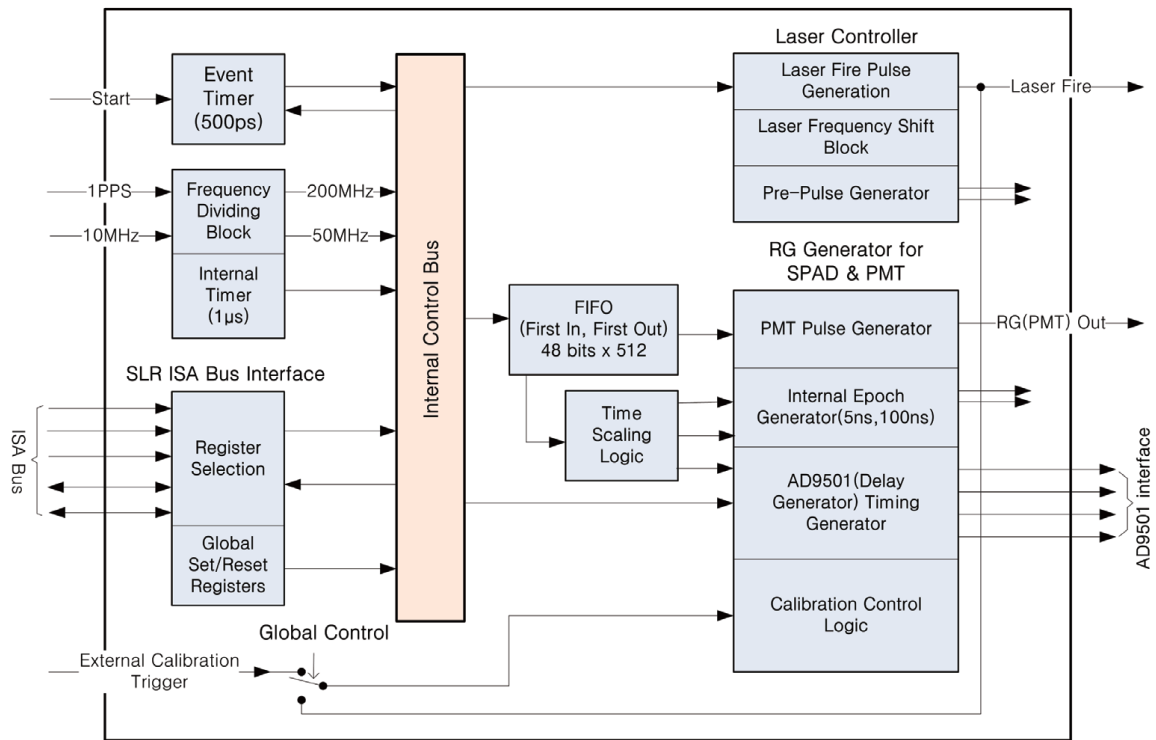 Laser Controller
Event
Timer
(500ps)
Start
Laser Fire Pulse
Generation
Laser Fire
Laser Frequency Shift
Block
Pre-Pulse Generator
1PPS
10MHz
Frequency
Dividing
Block
200MHz
50MHz
Internal
Timer
(1µs)
Internal Control Bus
RG Generator for
SPAD & PMT
FIFO
(First In, First Out)
48 bits x 512
PMT Pulse Generator
RG(PMT) Out
Internal Epoch
Generator(5ns,100ns)
Time
Scaling
Logic
AD9501(Delay
Generator) Timing
Generator
AD9501 interface
Calibration Control
Logic
SLR ISA Bus Interface
ISA Bus
Register
Selection
Global
Set/Reset
Registers
Global Control
External Calibration
Trigger